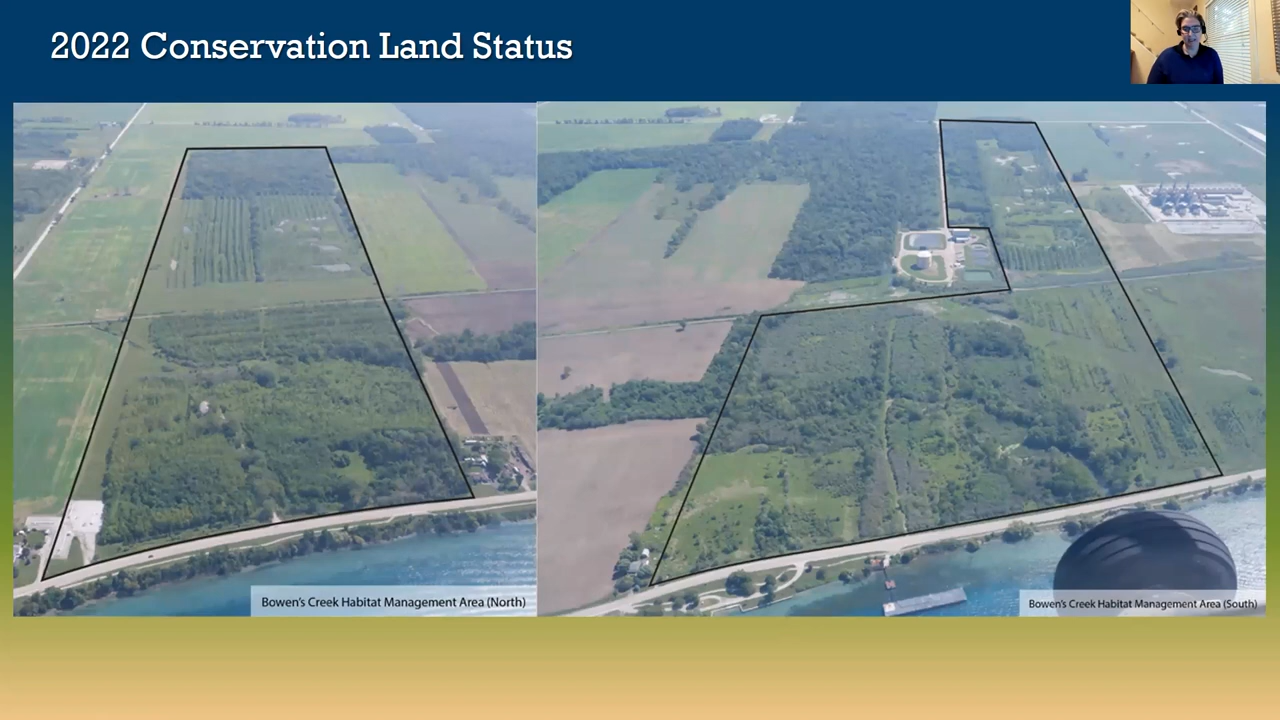 2022 Conservation Land Status
Bowen's Creek Habitat Management Area (North)
Bowen's Creek Habitat Management Area (South)